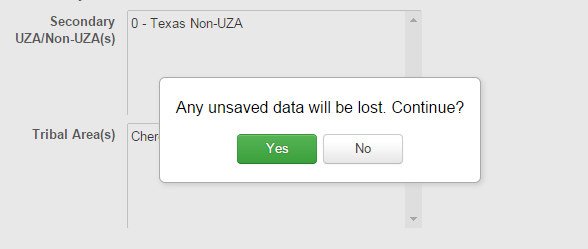 Secondary
UZA/Non-UZA(s)
0 - Texas Non-UZA
Any unsaved data will be lost. Continue?
Yes
No
Tribal Area(s)
Cher